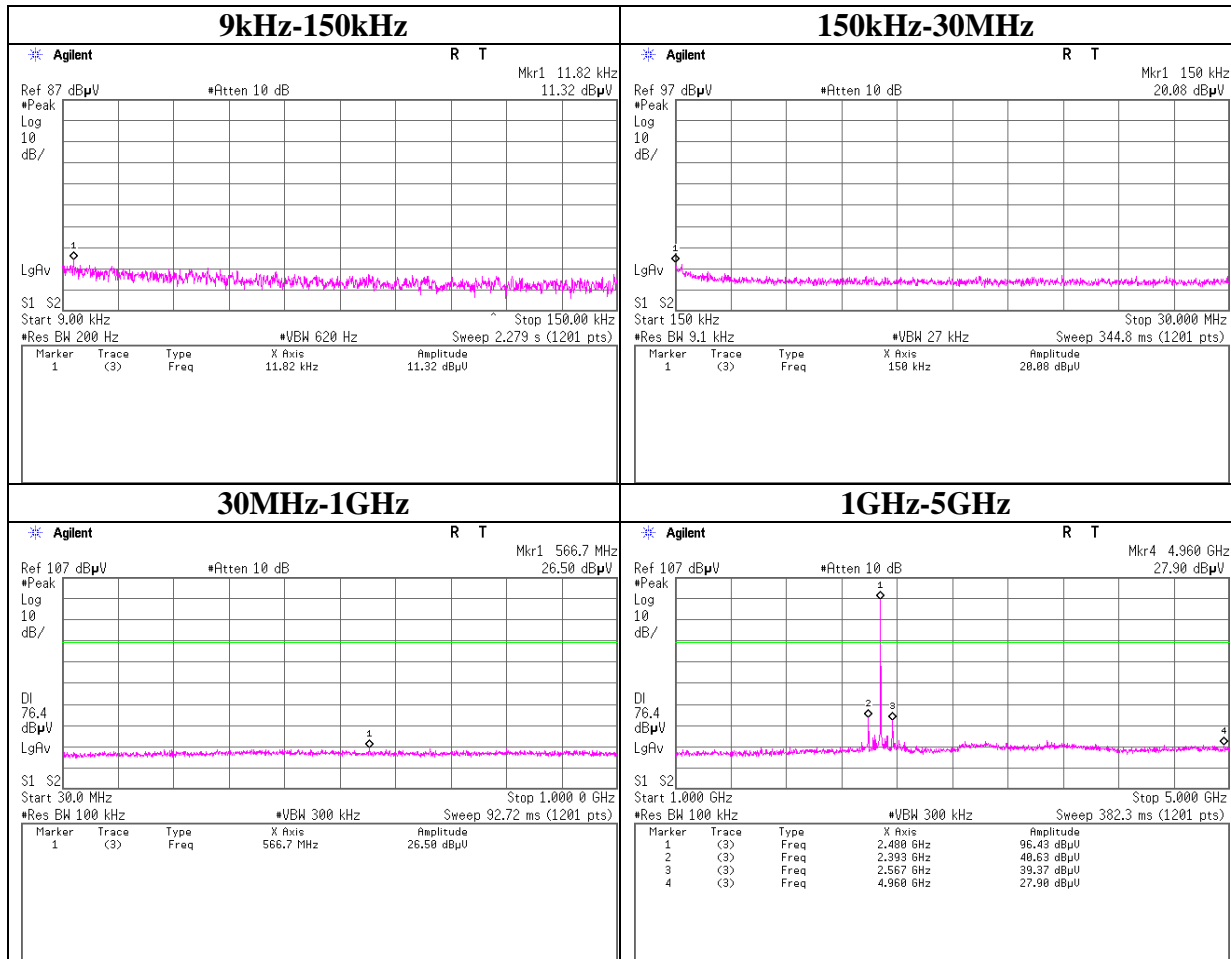 9kHz-150kHz
Agilent
R T
Mkr1 11.82 kHz
Ref 87 dBµV #Atten 10 dB 11.32 dBµV
#Peak
Log
10
dB/
1
LgAv
S1 S2
Start 9.00 kHz ^ Stop 150.00 kHz
#Res BW 200 Hz #VBW 620 Hz Sweep 2.279 s (1201 pts)
Marker Trace Type X Axis Amplitude
1 (3) Freq 11.82 kHz 11.32 dBµV
150kHz-30MHz
Agilent
R T
Mkr1 150 kHz
Ref 97 dBµV #Atten 10 dB 20.08 dBµV
#Peak
Log
10
dB/
1
LgAv
S1 S2
Start 150 kHz Stop 30.000 MHz
#Res BW 9.1 kHz #VBW 27 kHz Sweep 344.8 ms (1201 pts)
Marker Trace Type X Axis Amplitude
1 (3) Freq 150 kHz 20.08 dBµV
30MHz-1GHz
Agilent
R T
Mkr1 566.7 MHz
Ref 107 dBµV #Atten 10 dB 26.50 dBµV
#Peak
Log
10
dB/
DI
76.4
dBµV
1
LgAv
S1 S2
Start 30.0 MHz Stop 1.000 0 GHz
#Res BW 100 kHz #VBW 300 kHz Sweep 92.72 ms (1201 pts)
Marker Trace Type X Axis Amplitude
1 (3) Freq 566.7 MHz 26.50 dBµV
1GHz-5GHz
Agilent
R T
Mkr4 4.960 GHz
Ref 107 dBµV #Atten 10 dB 27.90 dBµV
#Peak
1
Log
10
dB/
DI
76.4
2 3
dBµV
4
LgAv
S1 S2
Start 1.000 GHz Stop 5.000 GHz
#Res BW 100 kHz #VBW 300 kHz Sweep 382.3 ms (1201 pts)
Marker Trace Type X Axis Amplitude
1 (3) Freq 2.480 GHz 96.43 dBµV
2 (3) Freq 2.393 GHz 40.63 dBµV
3 (3) Freq 2.567 GHz 39.37 dBµV
4 (3) Freq 4.960 GHz 27.90 dBµV